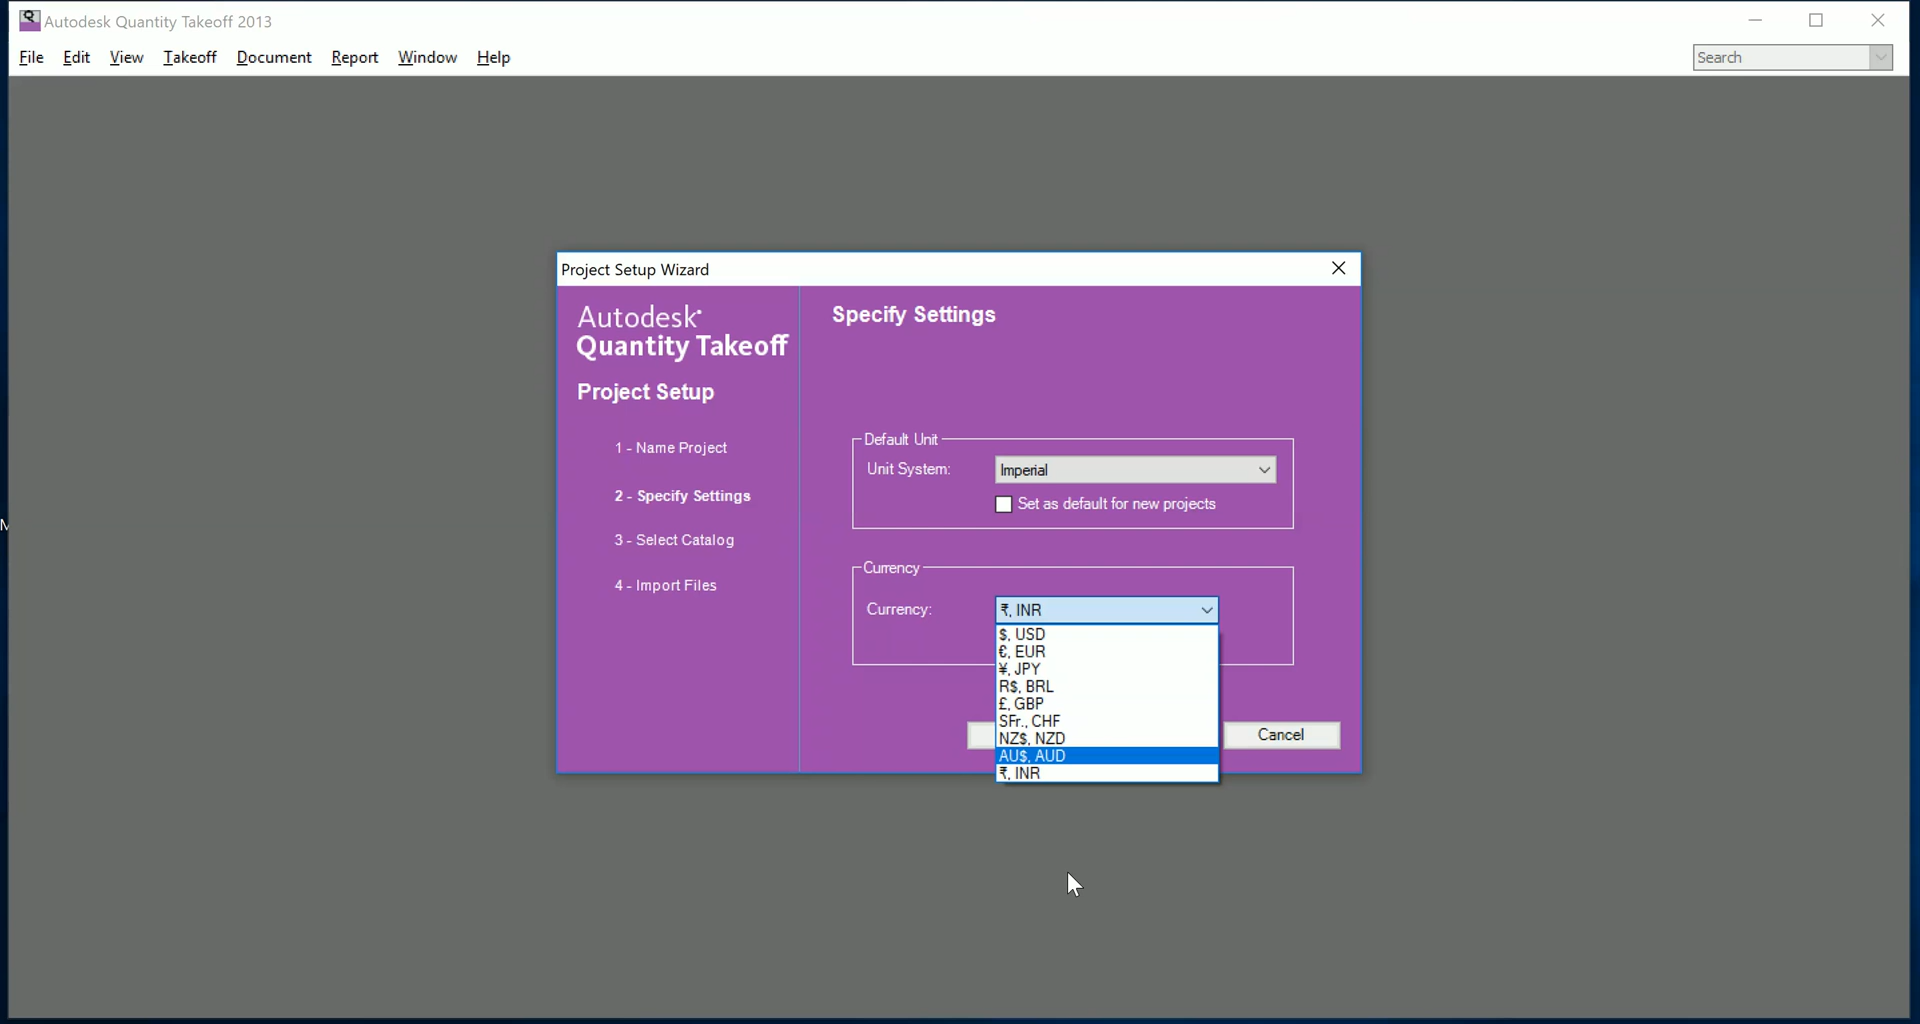 Autodesk Quantity Takeoff 2013
File Edit View Takeoff Document Report Window Help
Search
Project Setup Wizard
Autodesk
Quantity Takeoff
Project Setup
1 - Name Project
2 - Specify Settings
3 - Select Catalog
4 - Import Files
Specify Settings
Default Unit
Unit System: Imperial
Set as default for new projects
Currency
Currency: ₹, INR
$, USD
€, EUR
¥, JPY
R$, BRL
£, GBP
SFr., CHF
NZ$, NZD
AU$, AUD
₹, INR
Cancel